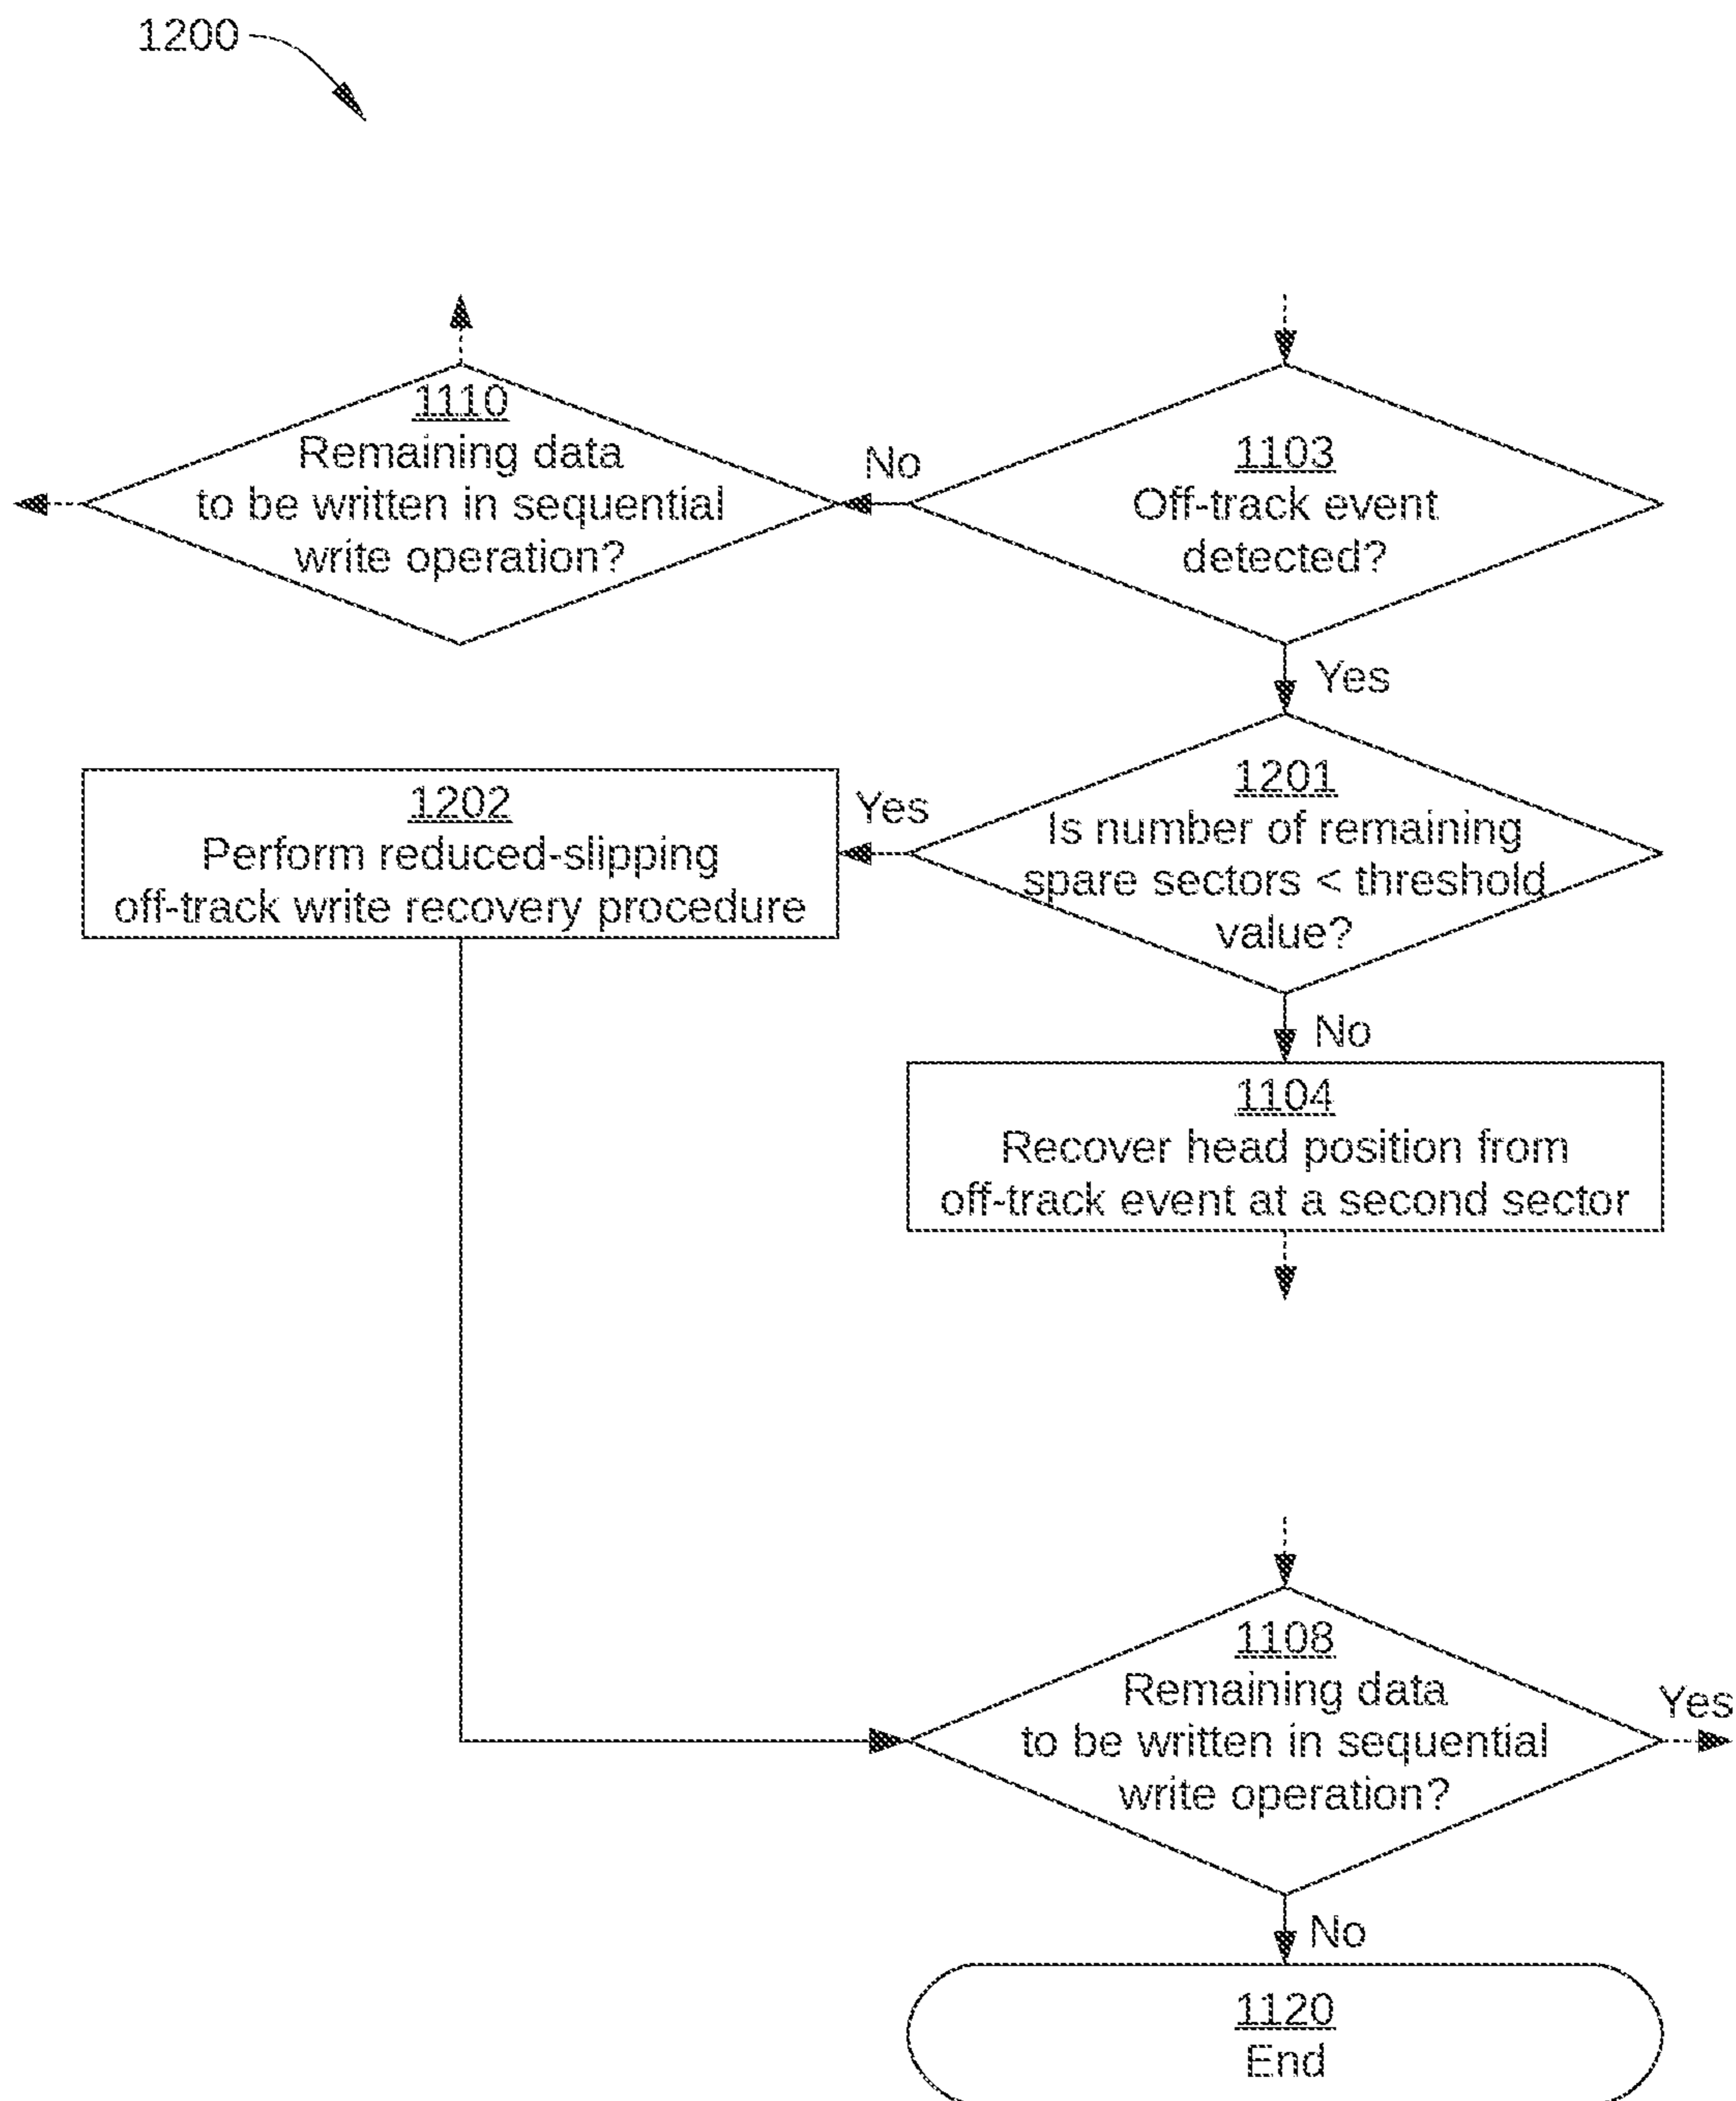 1200
1110
Remaining data
to be written in sequential
write operation?
No
1103
Off-track event
detected?
Yes
1202
Perform reduced-slipping
off-track write recovery procedure
Yes
1201
Is number of remaining
spare sectors < threshold
value?
No
1104
Recover head position from
off-track event at a second sector
1108
Remaining data
to be written in sequential
write operation?
Yes
No
1120
End